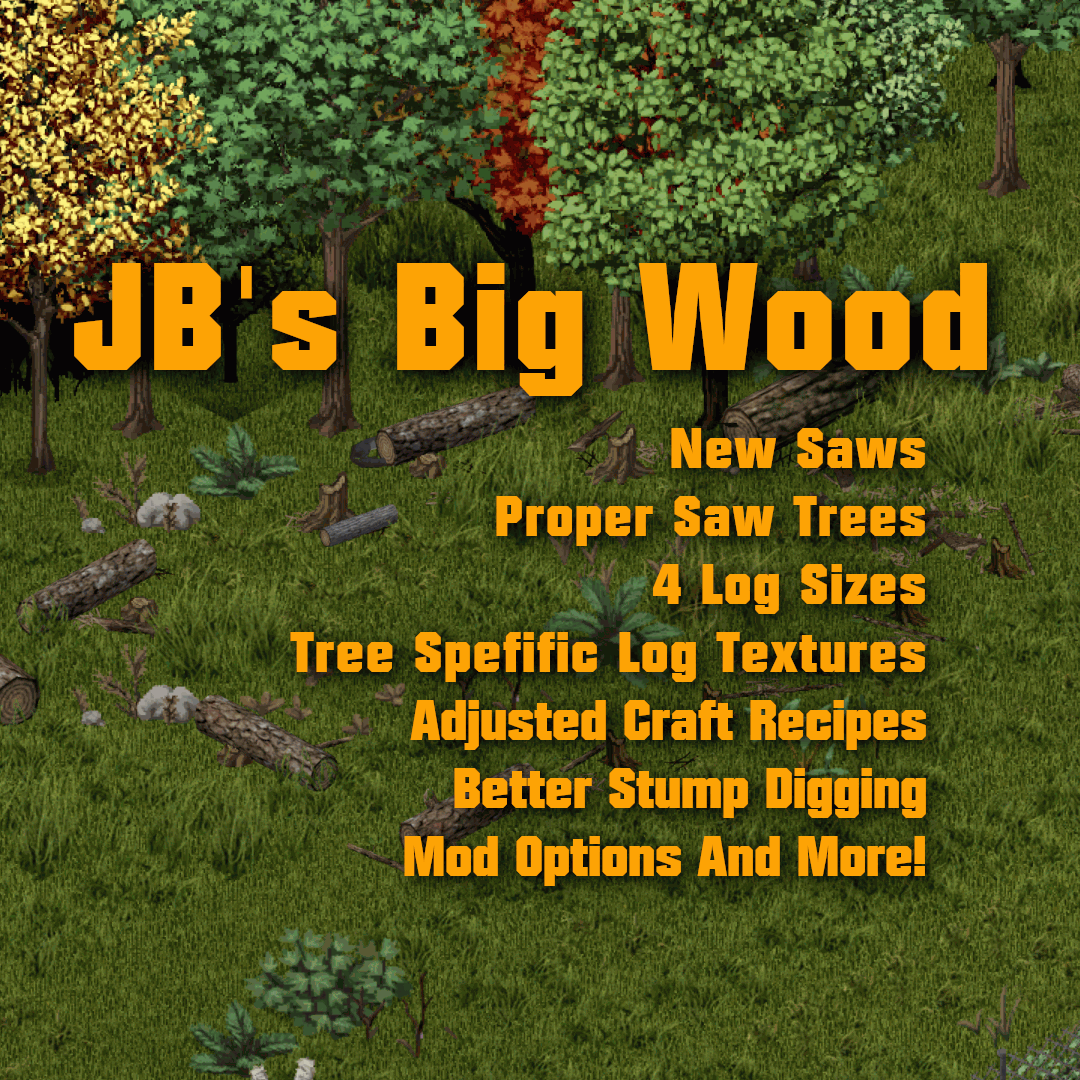 JB's Big Wood
New Saws
Proper Saw Trees
4 Log Sizes
Tree Spefific Log Textures
Adjusted Craft Recipes
Better Stump Digging
Mod Options And More!